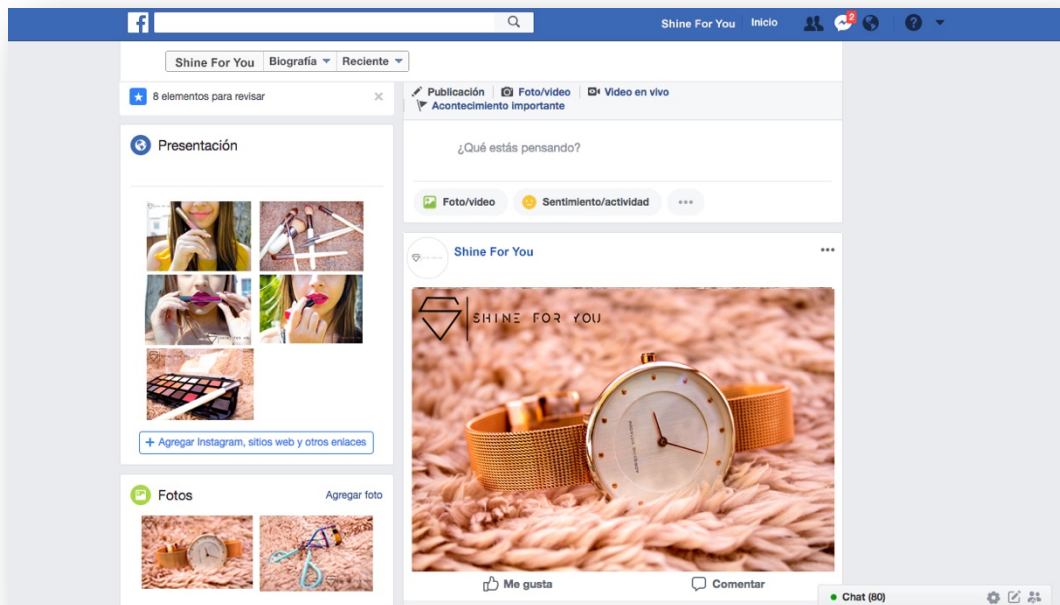 Shine For You Inicio 2
Shine For You Biografía Reciente
8 elementos para revisar
Presentación
+ Agregar Instagram, sitios web y otros enlaces
Fotos Agregar foto
Publicación Foto/video Video en vivo
Acontecimiento importante
¿Qué estás pensando?
Foto/video Sentimiento/actividad
Shine For You
SHINE FOR YOU
Me gusta Comentar
Chat (80)